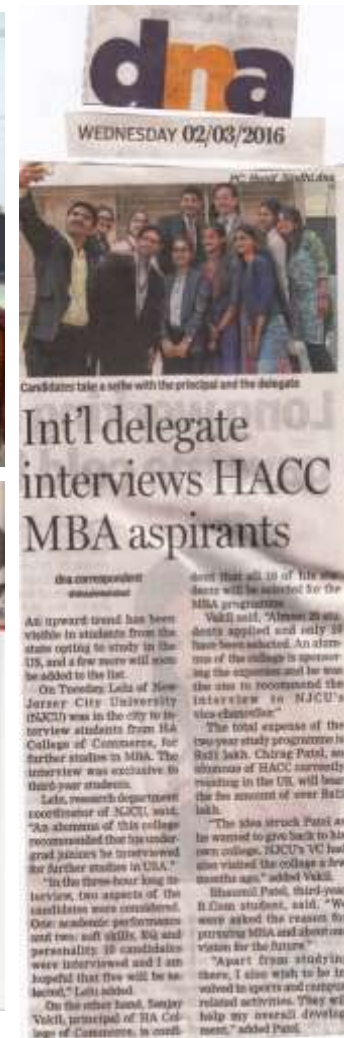 dna
WEDNESDAY 02/03/2016
PC: Hanif Sindhi.dna
Candidates take a selfie with the principal and the delegate
Int'l delegate
interviews HACC
MBA aspirants
dna correspondent
An upward trend has been
visible in students from the
state opting to study in the
US, and a few more will soon
be added to the list.
On Tuesday, Lelu of New
Jersey City University
(NJCU) was in the city to in-
terview students from HA
College of Commerce, for
further studies in MBA. The
interview was exclusive to
third-year students.
Lelu, research department
coordinator of NJCU, said,
"An alumnus of this college
recommended that his under-
grad juniors be interviewed
for further studies in USA."
"In the three-hour long in-
terview, two aspects of the
candidates were considered.
One: academic performance
and two: soft skills, EQ and
personality. 10 candidates
were interviewed and I am
hopeful that five will be se-
lected," Lelu added.
On the other hand, Sanjay
Vakil, principal of HA Col-
lege of Commerce, is confi-
dent that all 10 of his stu-
dents will be selected for the
MBA programme.
Vakil said, "Almost 25 stu-
dents applied and only 10
have been selected. An alum-
nus of the college is sponsor-
ing the expenses and he was
the one to recommend the
interview to NJCU's
vice-chancellor."
The total expense of the
two-year study programme is
lakh. Chirag Patel, an
alumnus of HACC currently
residing in the US, will bear
the fee amount of over
lakh.
"The idea struck Patel as
he wanted to give back to his
own college. NJCU's VC had
also visited the college a few
months ago," added Vakil.
Bhaumil Patel, third-year
B.Com student, said, "We
were asked the reason for
pursuing MBA and about our
vision for the future."
"Apart from studying
there, I also wish to be in-
volved in sports and campus
related activities. They will
help my overall develop-
ment," added Patel.